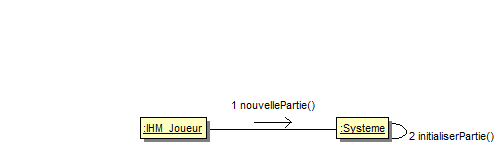 1 nouvellePartie()
:IHM_Joueur
:Systeme
2 initialiserPartie()